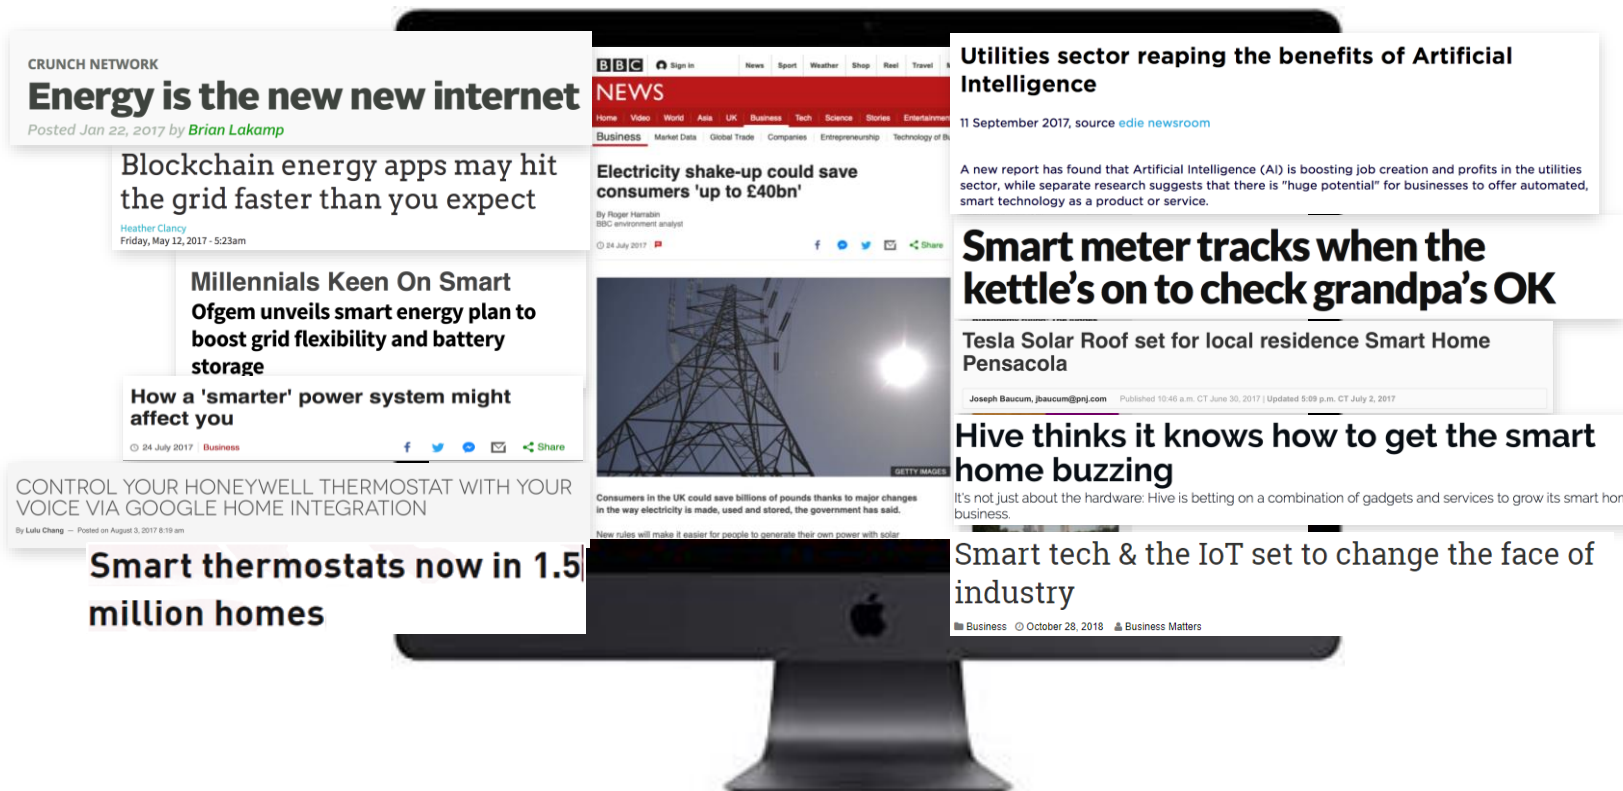 CRUNCH NETWORK
Energy is the new new internet
Posted Jan 22, 2017 by Brian Lakamp
Blockchain energy apps may hit
the grid faster than you expect
Heather Clancy
Friday, May 12, 2017 - 5:23am
Millennials Keen On Smart
Ofgem unveils smart energy plan to
boost grid flexibility and battery
storage
How a 'smarter' power system might
affect you
24 July 2017 Business
Share
CONTROL YOUR HONEYWELL THERMOSTAT WITH YOUR
VOICE VIA GOOGLE HOME INTEGRATION
By Lulu Chang — Posted on August 3, 2017 8:19 am
Smart thermostats now in 1.5
million homes
BBC Sign in News Sport Weather Shop Reel Travel
NEWS
Home Video World Asia UK Business Tech Science Stories Entertainmen
Business Market Data Global Trade Companies Entrepreneurship Technology of Bu
Electricity shake-up could save
consumers 'up to £40bn'
By Roger Harrabin
BBC environment analyst
24 July 2017
Share
GETTY IMAGES
Consumers in the UK could save billions of pounds thanks to major changes
in the way electricity is made, used and stored, the government has said.
New rules will make it easier for people to generate their own power with solar
Utilities sector reaping the benefits of Artificial
Intelligence
11 September 2017, source edie newsroom
A new report has found that Artificial Intelligence (AI) is boosting job creation and profits in the utilities
sector, while separate research suggests that there is "huge potential" for businesses to offer automated,
smart technology as a product or service.
Smart meter tracks when the
kettle's on to check grandpa's OK
Tesla Solar Roof set for local residence Smart Home
Pensacola
Joseph Baucum, jbaucum@pnj.com Published 10:46 a.m. CT June 30, 2017 | Updated 5:09 p.m. CT July 2, 2017
Hive thinks it knows how to get the smart
home buzzing
It's not just about the hardware: Hive is betting on a combination of gadgets and services to grow its smart hom
business.
Smart tech & the IoT set to change the face of
industry
Business October 28, 2018 Business Matters